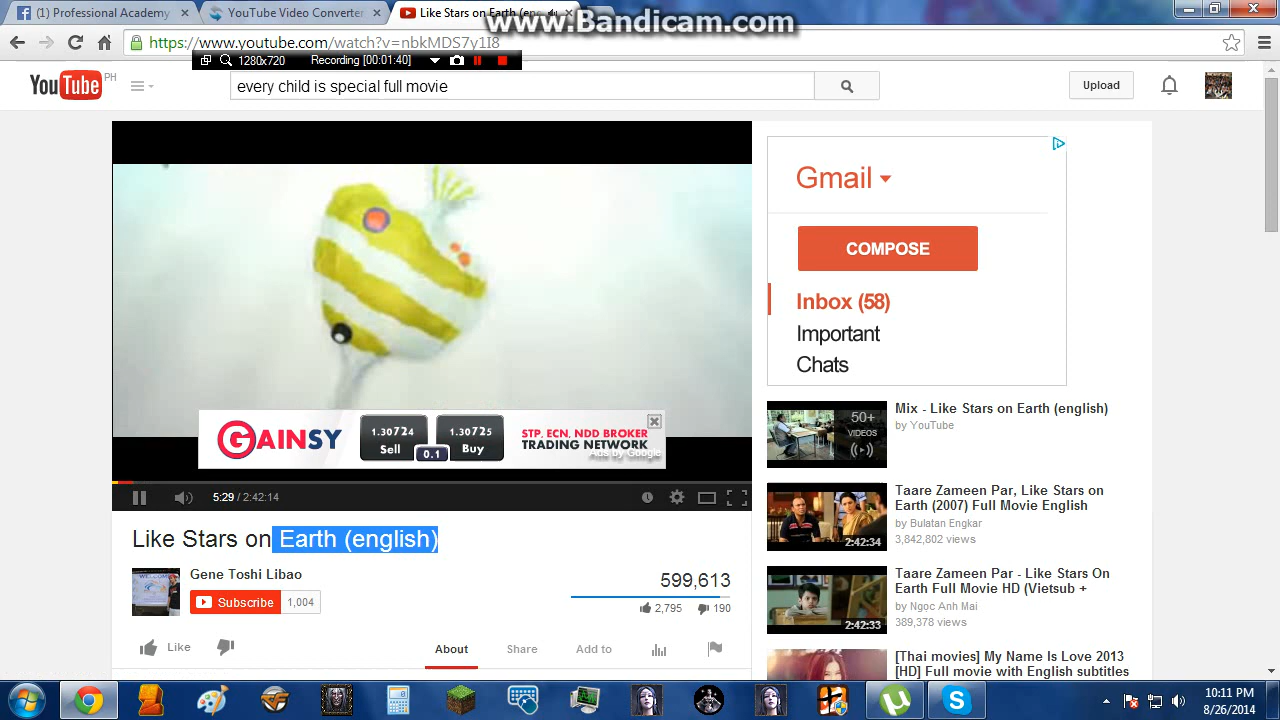 www.Bandicam.com
(1) Professional Academy
YouTube Video Converter
Like Stars on Earth (en
https://www.youtube.com/watch?v=nbkMDS7y1I8
1280x720 Recording [00:01:40]
YouTube PH
every child is special full movie
Upload
Gmail
COMPOSE
Inbox (58)
Important
Chats
GAINSY
1.30724
Sell
0.1
1.30725
Buy
STP, ECN, NDD BROKER
TRADING NETWORK
Ads by Google
5:29 / 2:42:14
Like Stars on Earth (english)
Gene Toshi Libao
Subscribe 1,004
599,613
2,795 190
Like
About Share Add to
50+
VIDEOS
Mix - Like Stars on Earth (english)
by YouTube
2:42:34
Taare Zameen Par, Like Stars on
Earth (2007) Full Movie English
by Bulatan Engkar
3,842,802 views
2:42:33
Taare Zameen Par - Like Stars On
Earth Full Movie HD (Vietsub +
by Ngọc Anh Mai
389,378 views
[Thai movies] My Name Is Love 2013
[HD] Full movie with English subtitles
10:11 PM
8/26/2014